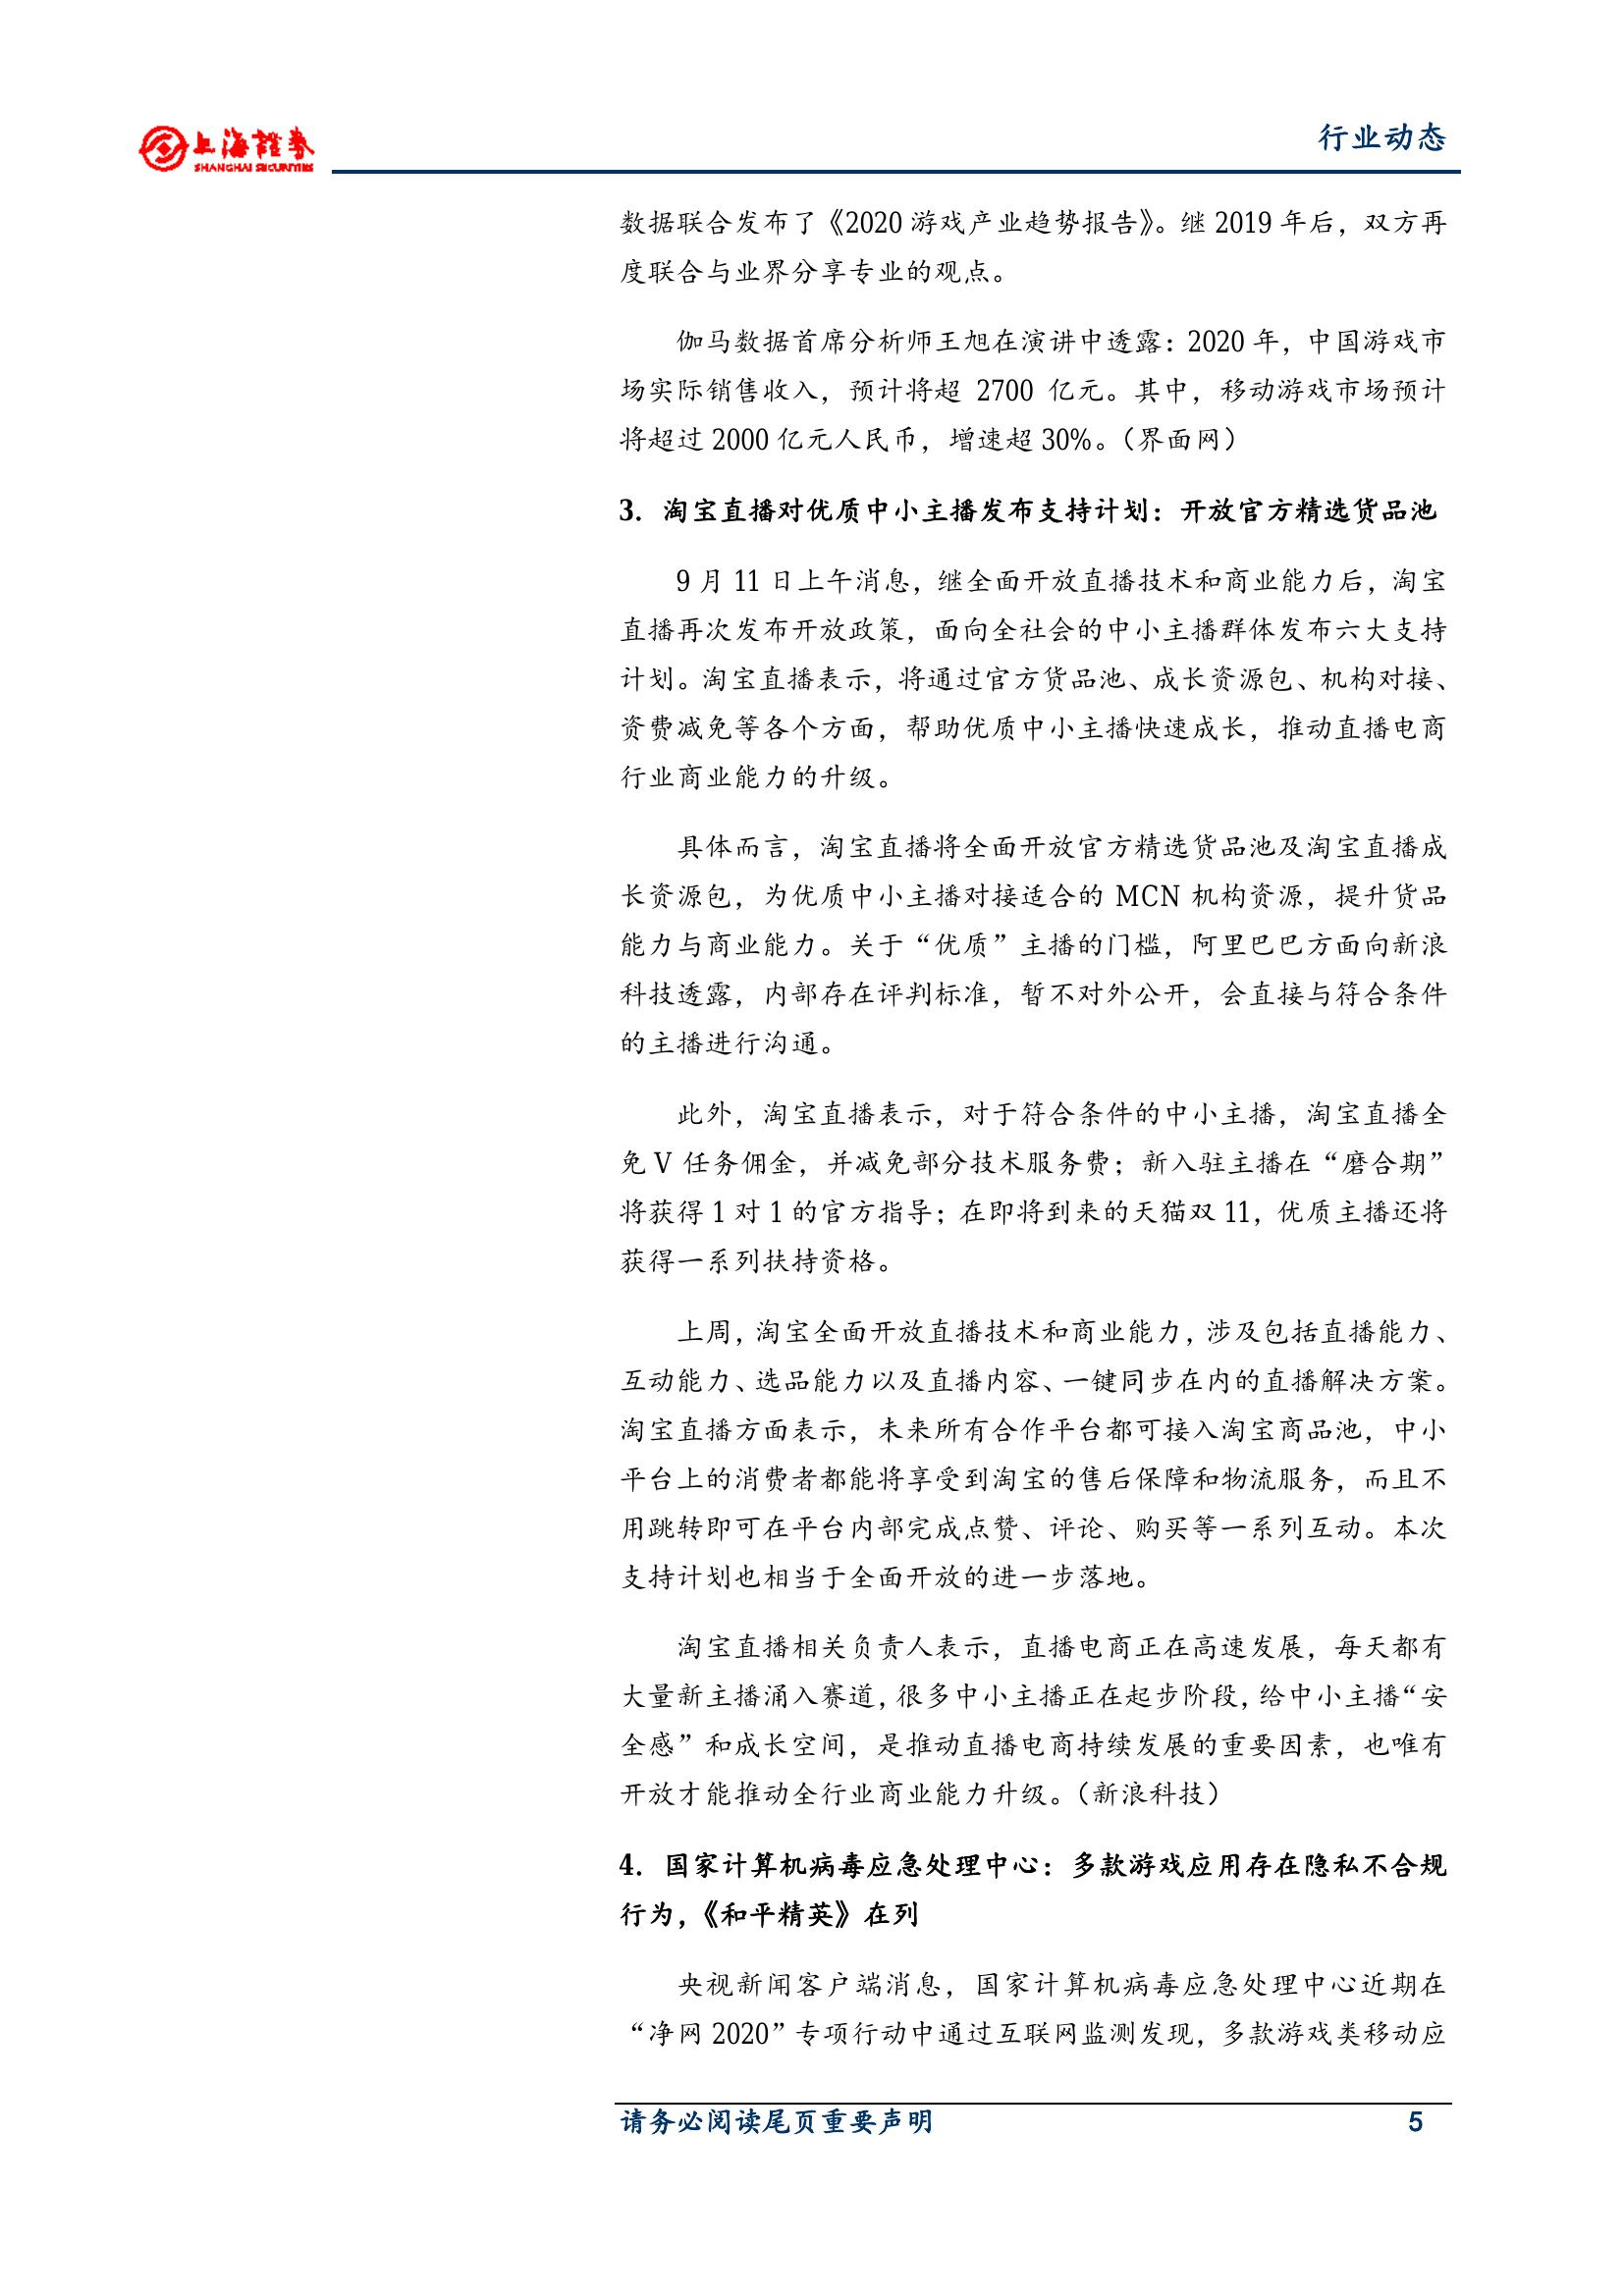 上海證券
SHANGHAI SECURITIES
行业动态
数据联合发布了《2020 游戏产业趋势报告》。继 2019 年后，双方再
度联合与业界分享专业的观点。
伽马数据首席分析师王旭在演讲中透露：2020 年，中国游戏市
场实际销售收入，预计将超 2700 亿元。其中，移动游戏市场预计
将超过 2000 亿元人民币，增速超 30%。（界面网）
3. 淘宝直播对优质中小主播发布支持计划：开放官方精选货品池
9 月 11 日上午消息，继全面开放直播技术和商业能力后，淘宝
直播再次发布开放政策，面向全社会的中小主播群体发布六大支持
计划。淘宝直播表示，将通过官方货品池、成长资源包、机构对接、
资费减免等各个方面，帮助优质中小主播快速成长，推动直播电商
行业商业能力的升级。
具体而言，淘宝直播将全面开放官方精选货品池及淘宝直播成
长资源包，为优质中小主播对接适合的 MCN 机构资源，提升货品
能力与商业能力。关于“优质”主播的门槛，阿里巴巴方面向新浪
科技透露，内部存在评判标准，暂不对外公开，会直接与符合条件
的主播进行沟通。
此外，淘宝直播表示，对于符合条件的中小主播，淘宝直播全
免 V 任务佣金，并减免部分技术服务费；新入驻主播在“磨合期”
将获得 1 对 1 的官方指导；在即将到来的天猫双 11，优质主播还将
获得一系列扶持资格。
上周，淘宝全面开放直播技术和商业能力，涉及包括直播能力、
互动能力、选品能力以及直播内容、一键同步在内的直播解决方案。
淘宝直播方面表示，未来所有合作平台都可接入淘宝商品池，中小
平台上的消费者都能将享受到淘宝的售后保障和物流服务，而且不
用跳转即可在平台内部完成点赞、评论、购买等一系列互动。本次
支持计划也相当于全面开放的进一步落地。
淘宝直播相关负责人表示，直播电商正在高速发展，每天都有
大量新主播涌入赛道，很多中小主播正在起步阶段，给中小主播“安
全感”和成长空间，是推动直播电商持续发展的重要因素，也唯有
开放才能推动全行业商业能力升级。（新浪科技）
4. 国家计算机病毒应急处理中心：多款游戏应用存在隐私不合规
行为，《和平精英》在列
央视新闻客户端消息，国家计算机病毒应急处理中心近期在
“净网 2020”专项行动中通过互联网监测发现，多款游戏类移动应
请务必阅读尾页重要声明
5